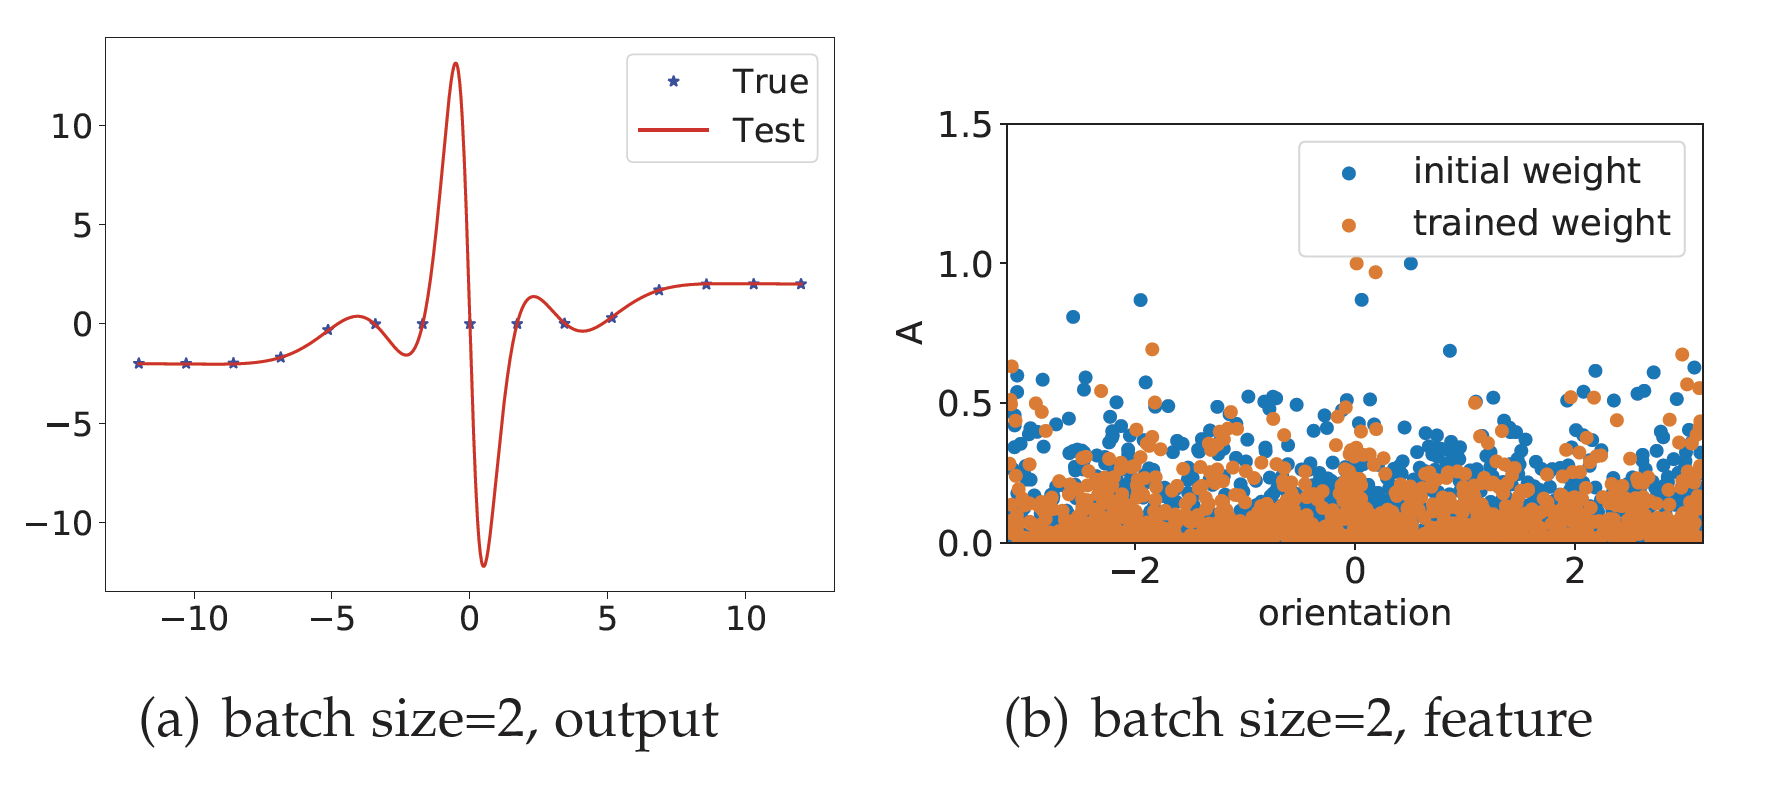 True
Test
10
5
0
−5
−10
−10 −5 0 5 10
(a) batch size=2, output
initial weight
trained weight
1.5
1.0
0.5
0.0
A
−2 0 2
orientation
(b) batch size=2, feature